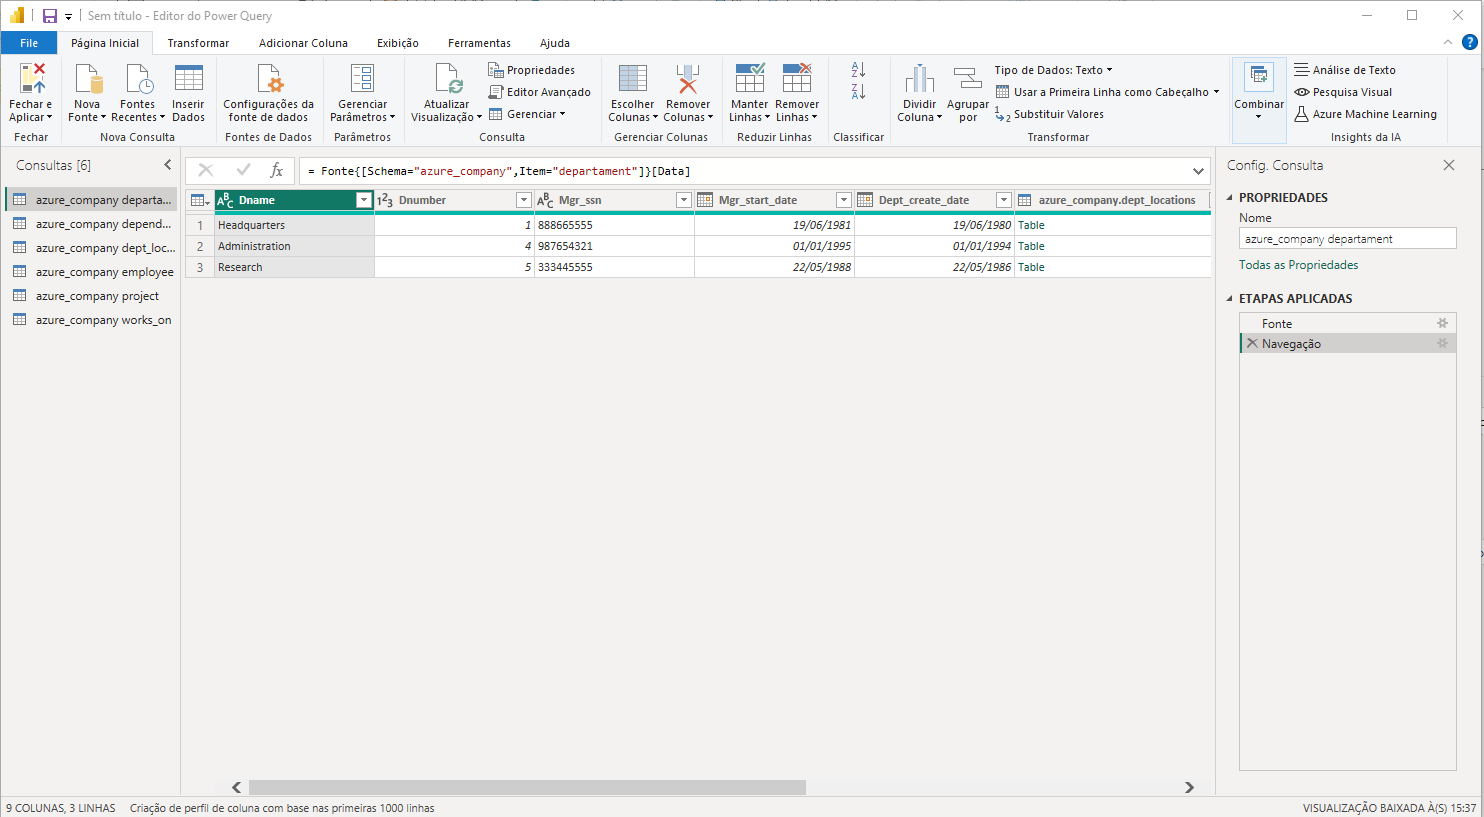 Sem título - Editor do Power Query
File Página Inicial Transformar Adicionar Coluna Exibição Ferramentas Ajuda
Fechar e Aplicar
Fechar
Nova Fonte
Fontes Recentes
Inserir Dados
Nova Consulta
Configurações da fonte de dados
Fontes de Dados
Gerenciar Parâmetros
Parâmetros
Atualizar Visualização
Propriedades
Editor Avançado
Gerenciar
Consulta
Escolher Colunas
Remover Colunas
Gerenciar Colunas
Manter Linhas
Remover Linhas
Reduzir Linhas
Classificar
Dividir Coluna
Agrupar por
Tipo de Dados: Texto
Usar a Primeira Linha como Cabeçalho
Substituir Valores
Transformar
Combinar
Análise de Texto
Pesquisa Visual
Azure Machine Learning
Insights da IA
Consultas [6]
azure_company departa...
azure_company depend...
azure_company dept_loc...
azure_company employee
azure_company project
azure_company works_on
= Fonte{[Schema="azure_company",Item="departament"]}[Data]
Dname Dnumber Mgr_ssn Mgr_start_date Dept_create_date azure_company.dept_locations
1 Headquarters 1 888665555 19/06/1981 19/06/1980 Table
2 Administration 4 987654321 01/01/1995 01/01/1994 Table
3 Research 5 333445555 22/05/1988 22/05/1986 Table
Config. Consulta
PROPRIEDADES
Nome
azure_company departament
Todas as Propriedades
ETAPAS APLICADAS
Fonte
Navegação
9 COLUNAS, 3 LINHAS Criação de perfil de coluna com base nas primeiras 1000 linhas
VISUALIZAÇÃO BAIXADA À(S) 15:37